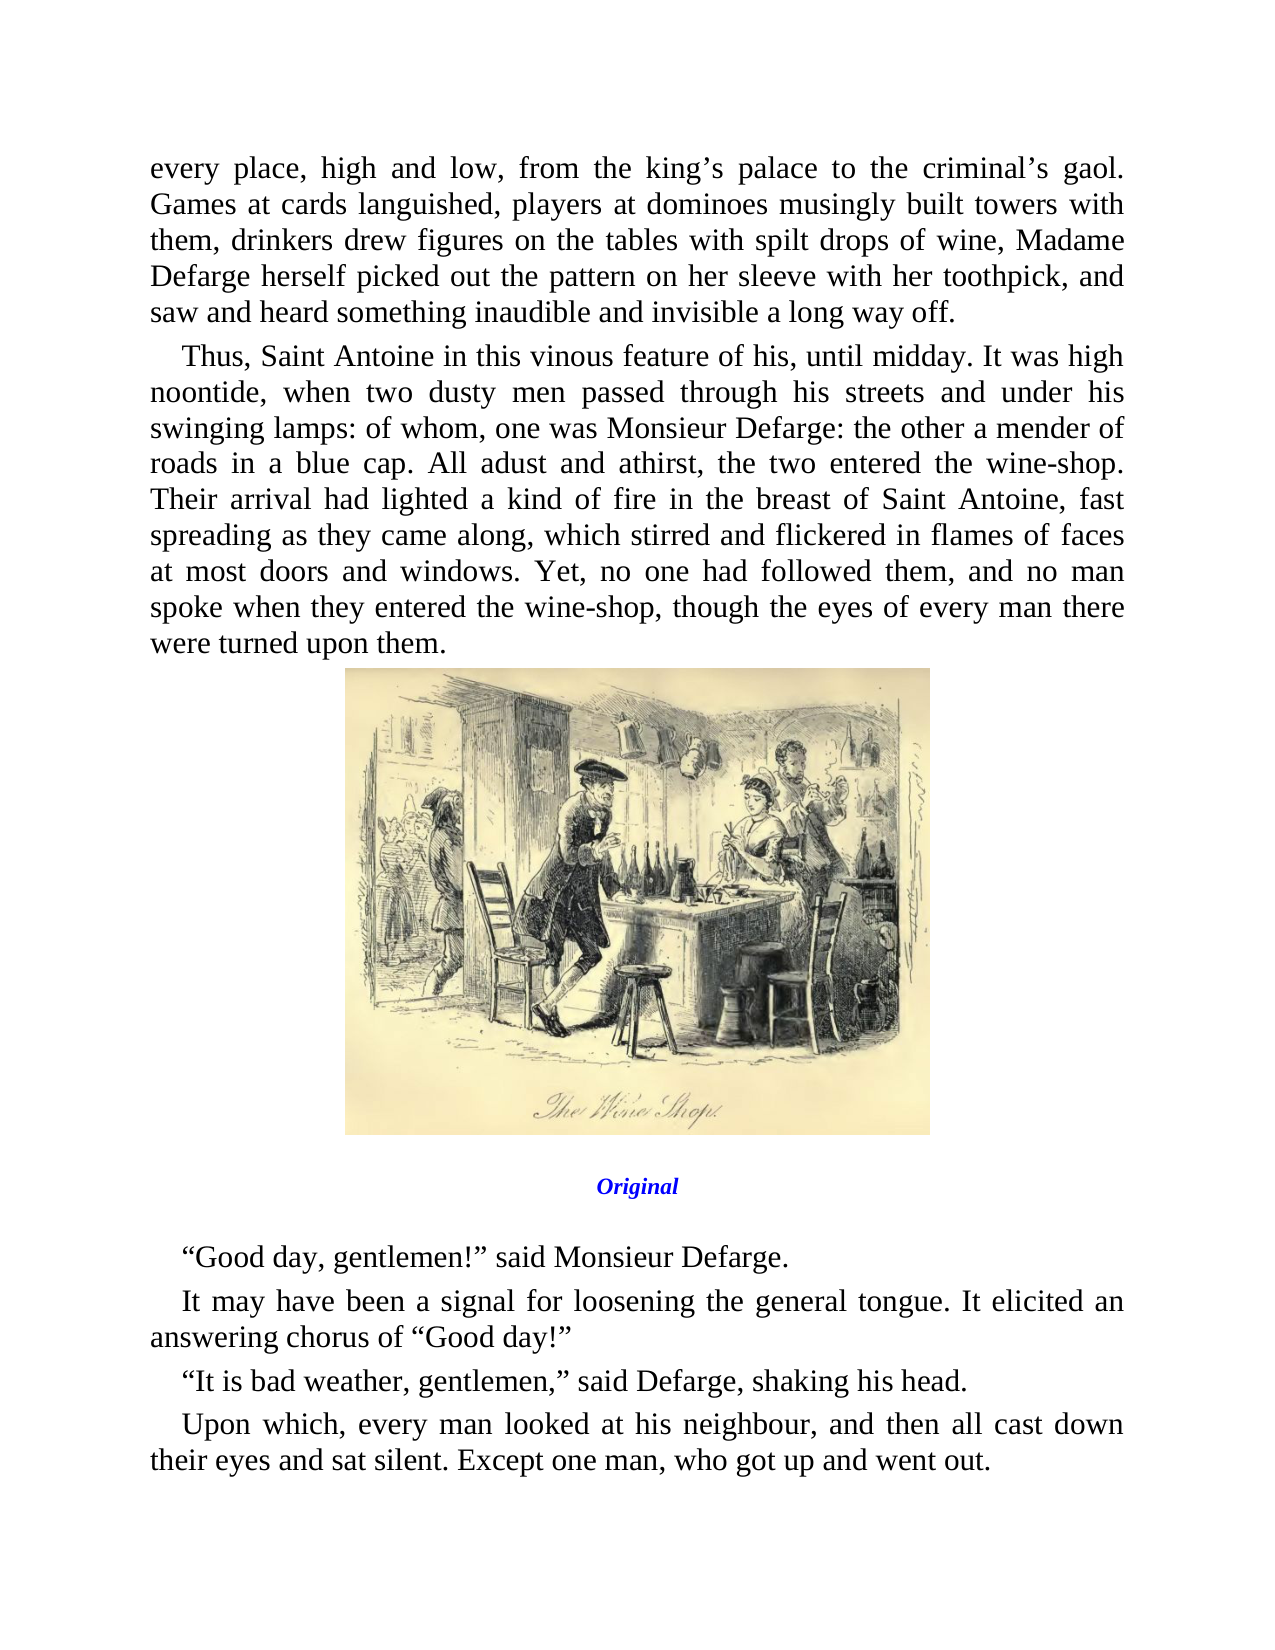 every place, high and low, from the king’s palace to the criminal’s gaol.
Games at cards languished, players at dominoes musingly built towers with
them, drinkers drew figures on the tables with spilt drops of wine, Madame
Defarge herself picked out the pattern on her sleeve with her toothpick, and
saw and heard something inaudible and invisible a long way off.
Thus, Saint Antoine in this vinous feature of his, until midday. It was high
noontide, when two dusty men passed through his streets and under his
swinging lamps: of whom, one was Monsieur Defarge: the other a mender of
roads in a blue cap. All adust and athirst, the two entered the wine-shop.
Their arrival had lighted a kind of fire in the breast of Saint Antoine, fast
spreading as they came along, which stirred and flickered in flames of faces
at most doors and windows. Yet, no one had followed them, and no man
spoke when they entered the wine-shop, though the eyes of every man there
were turned upon them.
The Wine Shop.
Original
“Good day, gentlemen!” said Monsieur Defarge.
It may have been a signal for loosening the general tongue. It elicited an
answering chorus of “Good day!”
“It is bad weather, gentlemen,” said Defarge, shaking his head.
Upon which, every man looked at his neighbour, and then all cast down
their eyes and sat silent. Except one man, who got up and went out.